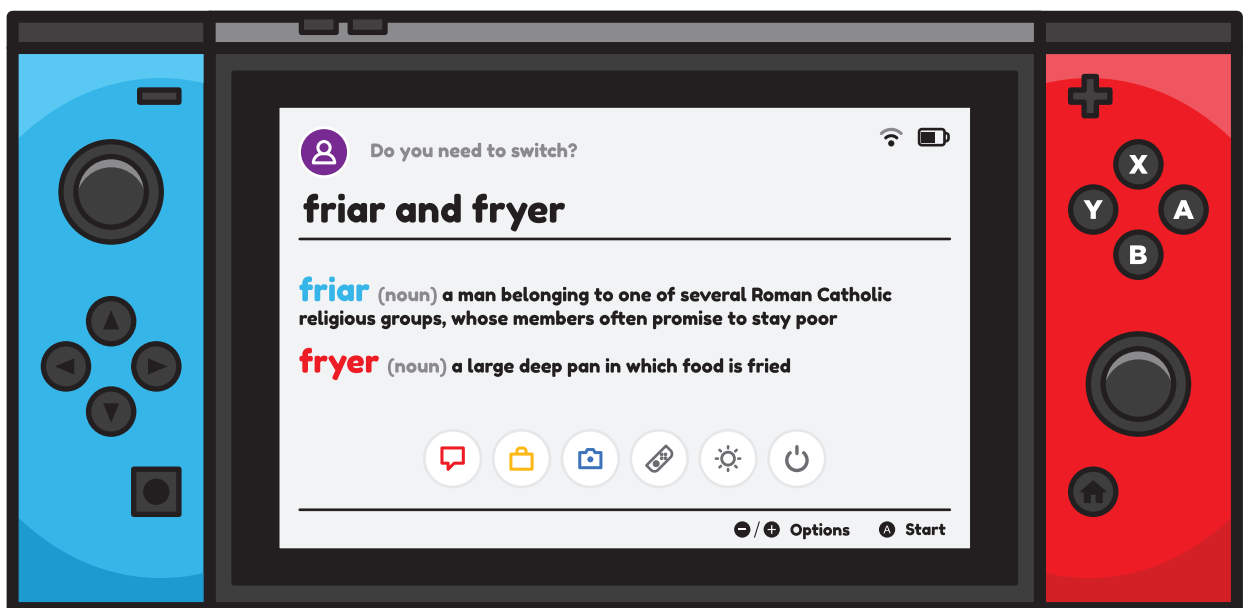 Do you need to switch?
friar and fryer
friar (noun) a man belonging to one of several Roman Catholic
religious groups, whose members often promise to stay poor
fryer (noun) a large deep pan in which food is fried
X
Y A
B
-/+ Options A Start